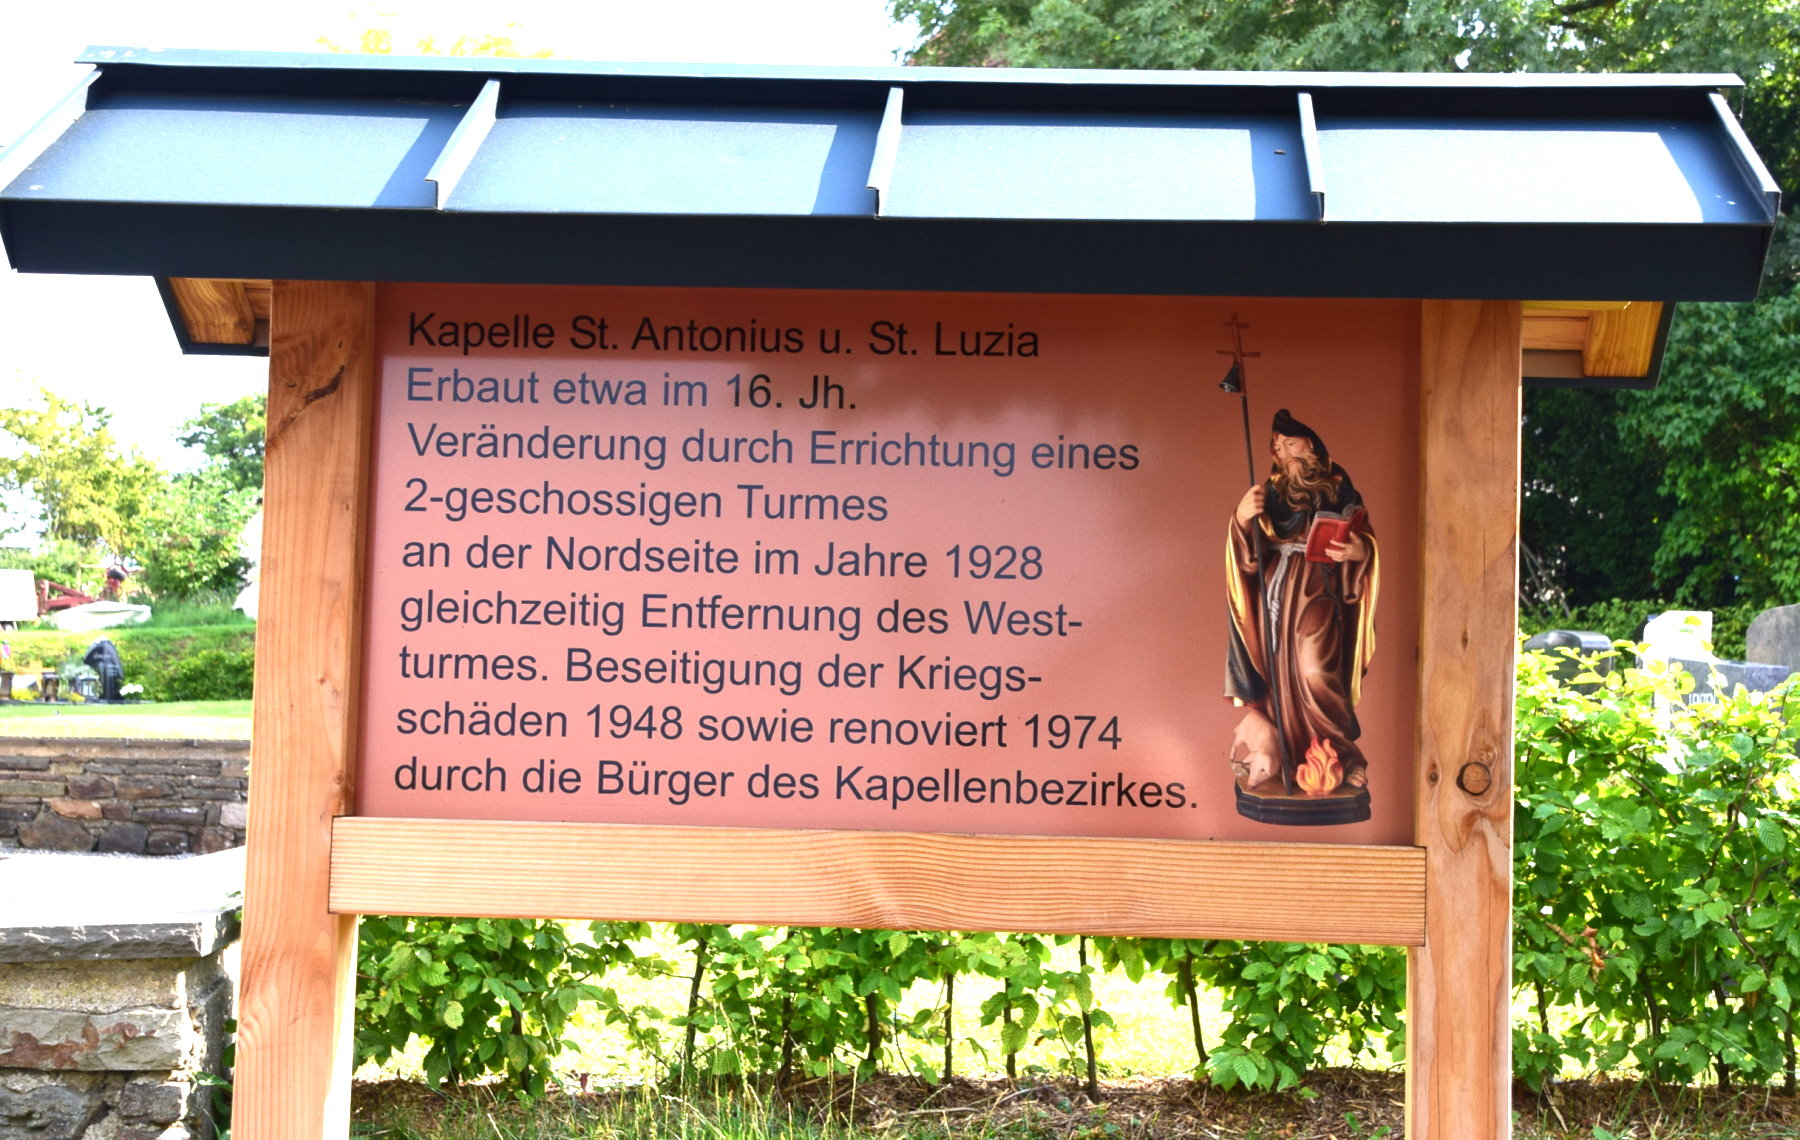 Kapelle St. Antonius u. St. Luzia
Erbaut etwa im 16. Jh.
Veränderung durch Errichtung eines
2-geschossigen Turmes
an der Nordseite im Jahre 1928
gleichzeitig Entfernung des West-
turmes. Beseitigung der Kriegs-
schäden 1948 sowie renoviert 1974
durch die Bürger des Kapellenbezirkes.